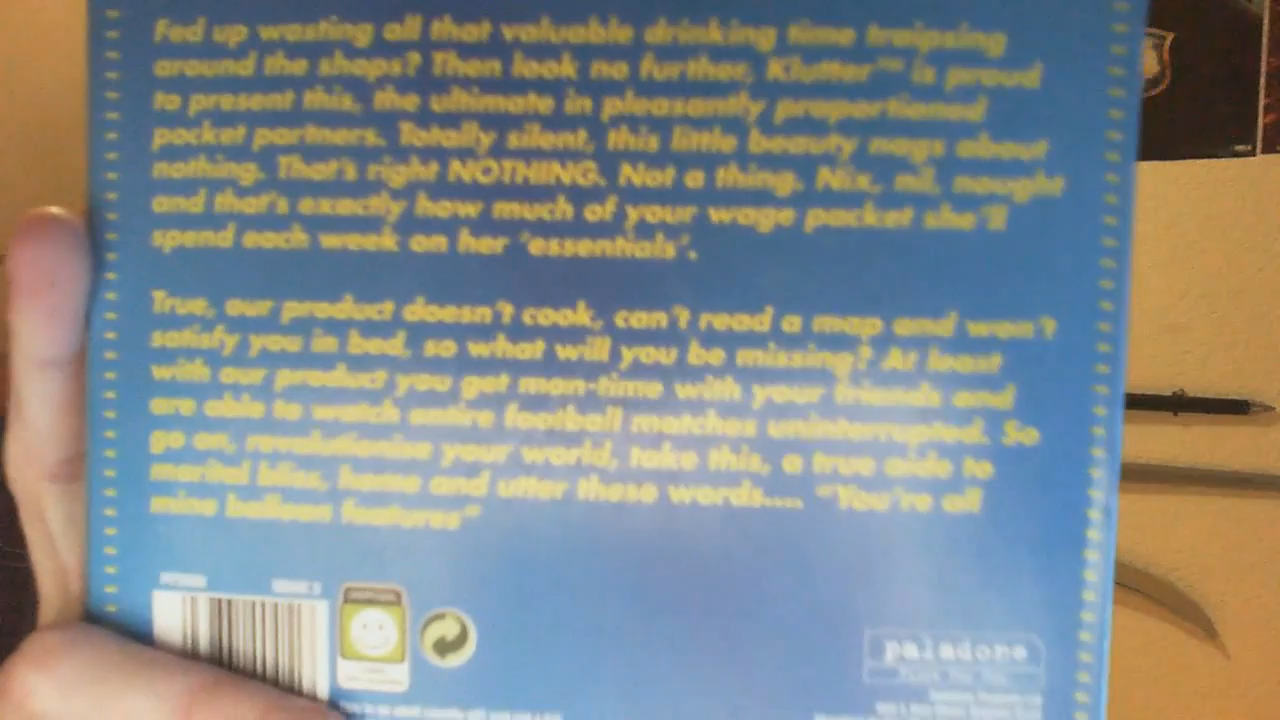 Fed up wasting all that valuable drinking time traipsing
around the shops? Then look no further, Klutter™ is proud
to present this, the ultimate in pleasantly proportioned
pocket partners. Totally silent, this little beauty nags about
nothing. That's right NOTHING. Not a thing. Nix, nil, nought
and that's exactly how much of your wage packet she'll
spend each week on her 'essentials'.
True, our product doesn't cook, can't read a map and won't
satisfy you in bed, so what will you be missing? At least
with our product you get man-time with your friends and
are able to watch entire football matches uninterrupted. So
go on, revolutionise your world, take this, a true aide to
marital bliss, home and utter these words.... "You're all
mine balloon features"
paladone